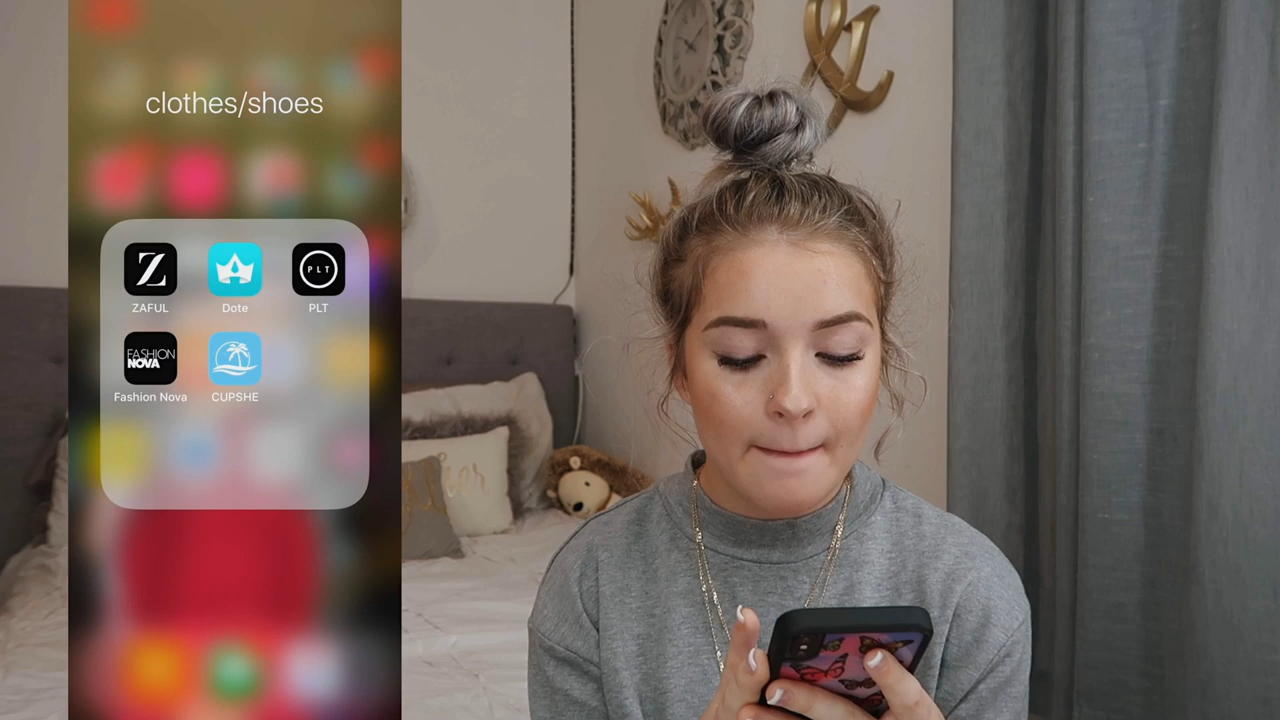 clothes/shoes
Z
PLT
ZAFUL
Dote
PLT
FASHION
NOVA
Fashion Nova
CUPSHE
&